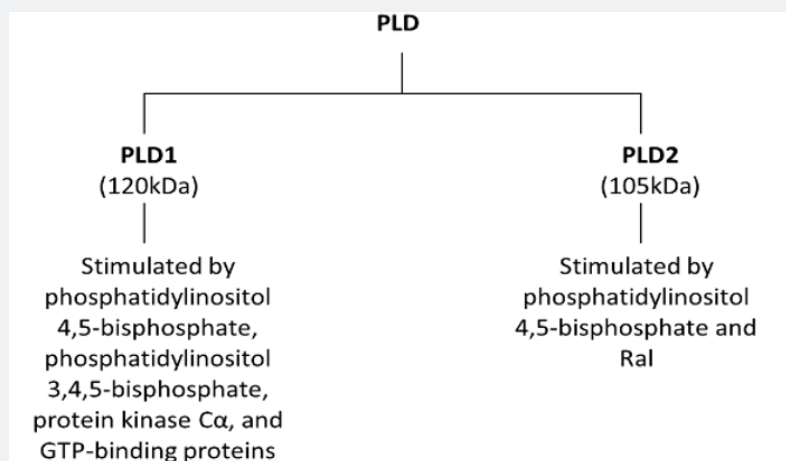 PLD
PLD1
(120kDa)
Stimulated by
phosphatidylinositol
4,5-bisphosphate,
phosphatidylinositol
3,4,5-bisphosphate,
protein kinase Cα, and
GTP-binding proteins
PLD2
(105kDa)
Stimulated by
phosphatidylinositol
4,5-bisphosphate and
Ral